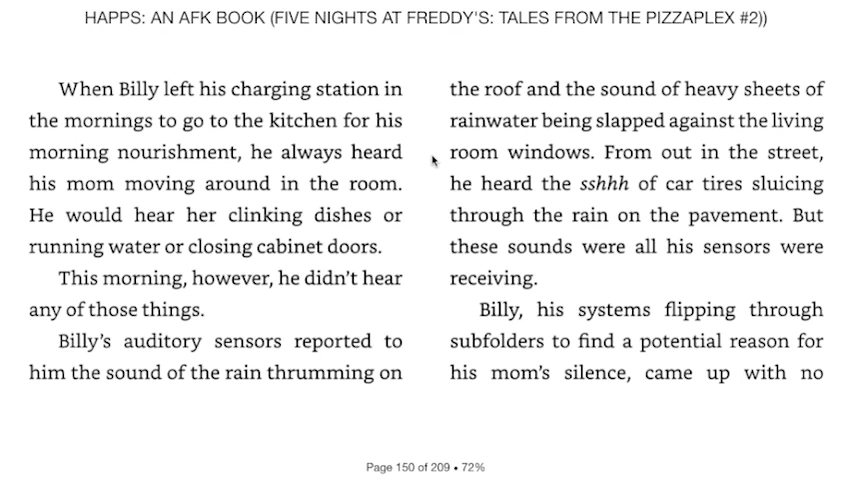 HAPPS: AN AFK BOOK (FIVE NIGHTS AT FREDDY'S: TALES FROM THE PIZZAPLEX #2))
When Billy left his charging station in
the mornings to go to the kitchen for his
morning nourishment, he always heard
his mom moving around in the room.
He would hear her clinking dishes or
running water or closing cabinet doors.
This morning, however, he didn’t hear
any of those things.
Billy’s auditory sensors reported to
him the sound of the rain thrumming on
the roof and the sound of heavy sheets of
rainwater being slapped against the living
room windows. From out in the street,
he heard the sshhh of car tires sluicing
through the rain on the pavement. But
these sounds were all his sensors were
receiving.
Billy, his systems flipping through
subfolders to find a potential reason for
his mom’s silence, came up with no
Page 150 of 209 • 72%